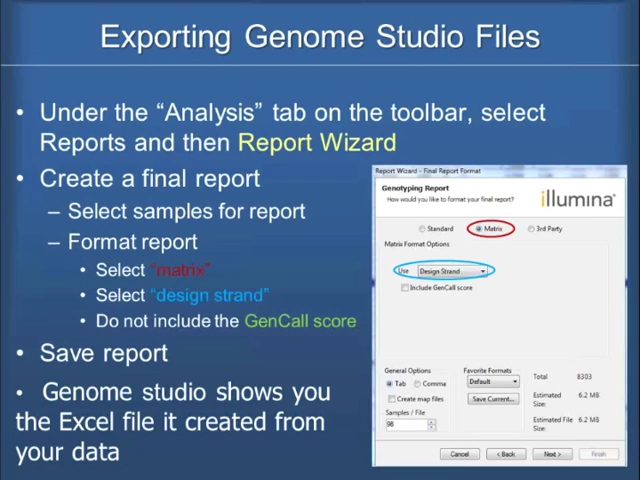 Exporting Genome Studio Files
• Under the “Analysis” tab on the toolbar, select
Reports and then Report Wizard
• Create a final report
– Select samples for report
– Format report
• Select “matrix”
• Select “design strand”
• Do not include the GenCall score
• Save report
• Genome studio shows you
the Excel file it created from
your data
Report Wizard - Final Report Format
Genotyping Report
How would you like to format your final report?
illumina®
Standard Matrix 3rd Party
Matrix Format Options
Use Design Strand
Include GenCall score
General Options
Tab Comma
Create map files
Samples / File
98
Favorite Formats
Default
Save Current...
Total 8303
Estimated Size: 6.2 MB
Estimated File Size: 6.2 MB
Cancel < Back Next > Finish